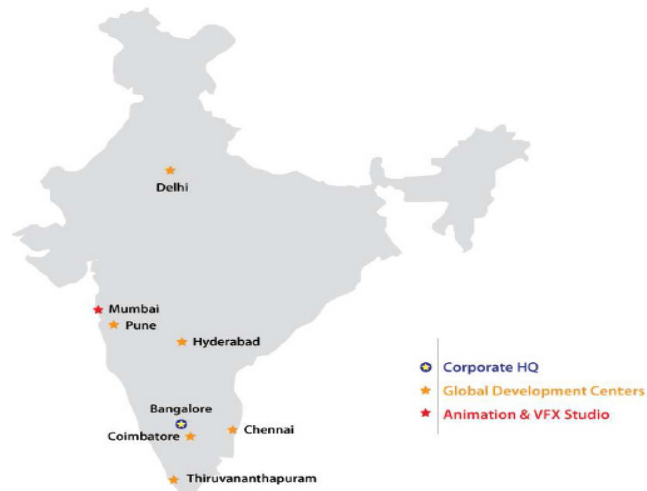 Delhi
Mumbai
Pune
Hyderabad
Corporate HQ
Global Development Centers
Animation & VFX Studio
Bangalore
Coimbatore
Chennai
Thiruvananthapuram